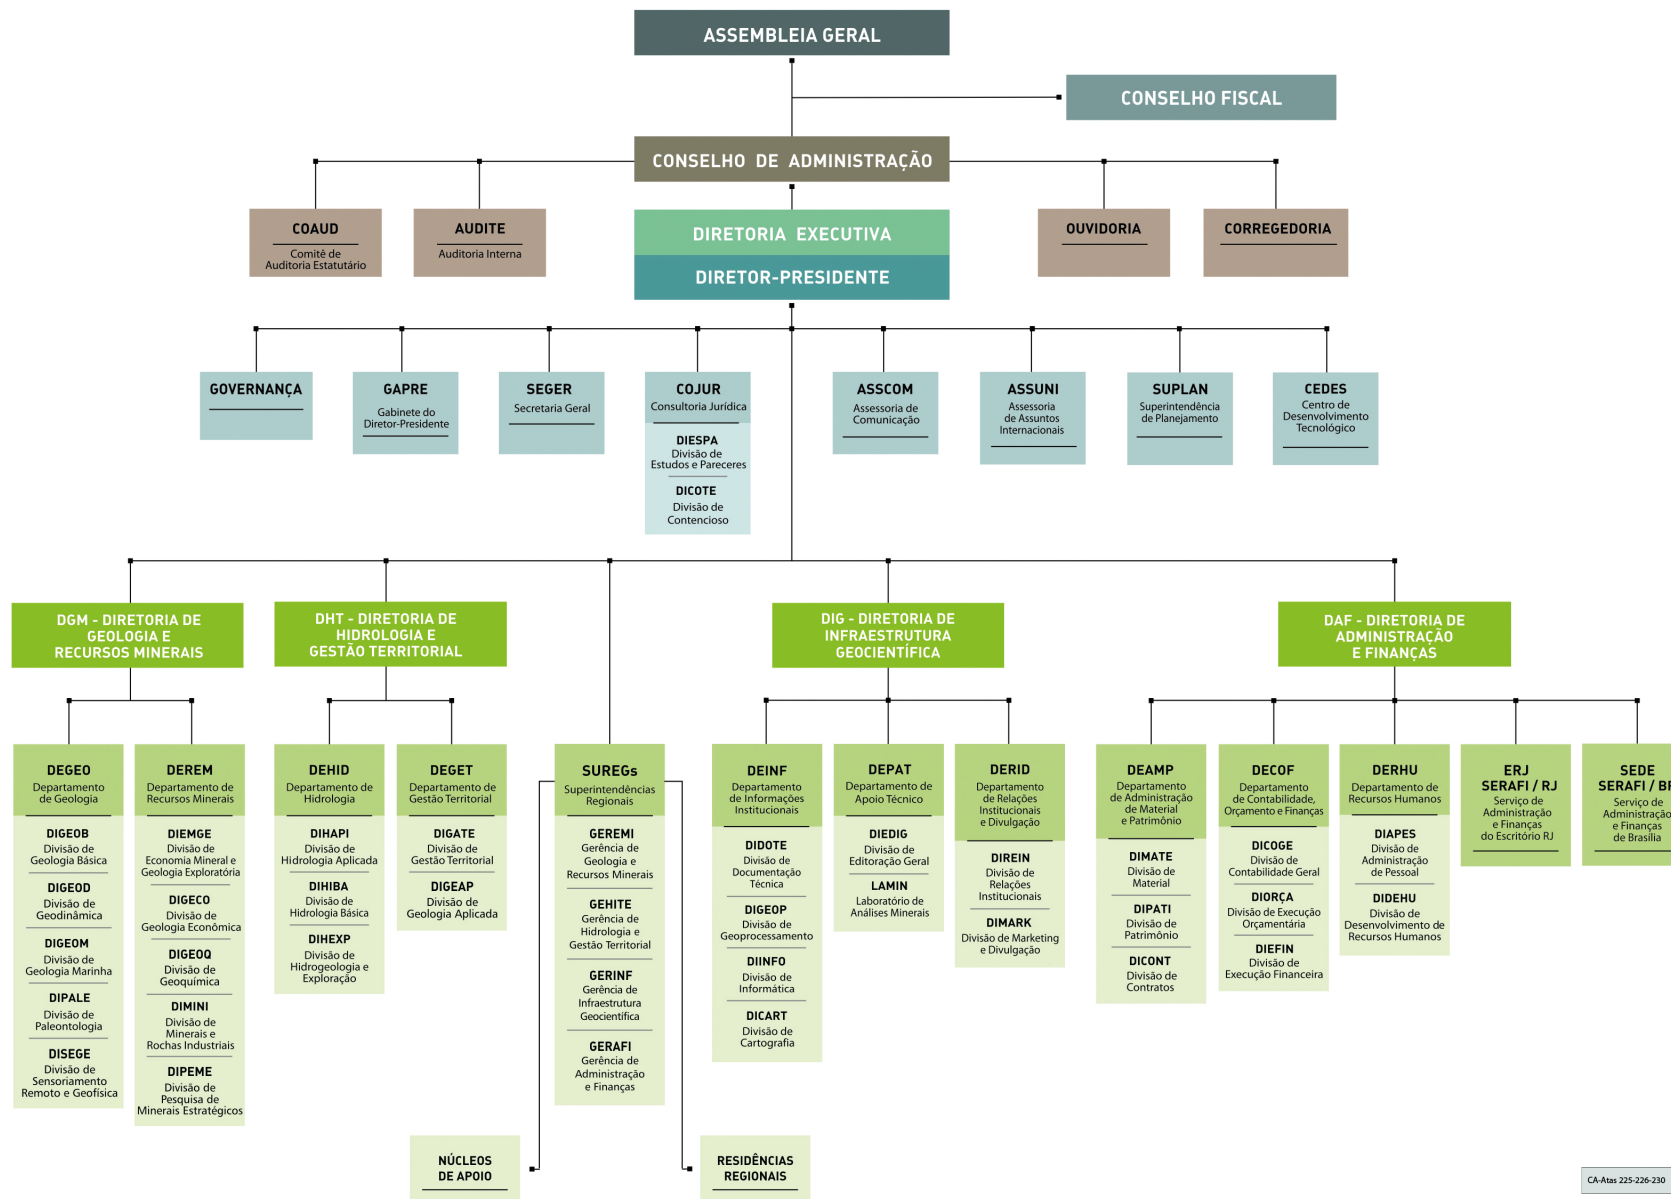 ASSEMBLEIA GERAL
CONSELHO FISCAL
CONSELHO DE ADMINISTRAÇÃO
COAUD
Comitê de
Auditoria Estatutário
AUDITE
Auditoria Interna
DIRETORIA EXECUTIVA
DIRETOR-PRESIDENTE
OUVIDORIA
CORREGEDORIA
GOVERNANÇA
GAPRE
Gabinete do
Diretor-Presidente
SEGER
Secretaria Geral
COJUR
Consultoria Jurídica
DIESPA
Divisão de
Estudos e Pareceres
DICOTE
Divisão de
Contencioso
ASSCOM
Assessoria de
Comunicação
ASSUNI
Assessoria
de Assuntos
Internacionais
SUPLAN
Superintendência
de Planejamento
CEDES
Centro de
Desenvolvimento
Tecnológico
DGM - DIRETORIA DE
GEOLOGIA E
RECURSOS MINERAIS
DHT - DIRETORIA DE
HIDROLOGIA E
GESTÃO TERRITORIAL
DIG - DIRETORIA DE
INFRAESTRUTURA
GEOCIENTÍFICA
DAF - DIRETORIA DE
ADMINISTRAÇÃO
E FINANÇAS
DEGEO
Departamento
de Geologia
DIGEOB
Divisão de
Geologia Básica
DIGEOD
Divisão de
Geodinâmica
DIGEOM
Divisão de
Geologia Marinha
DIPALE
Divisão de
Paleontologia
DISEGE
Divisão de
Sensoriamento
Remoto e Geofísica
DEREM
Departamento de
Recursos Minerais
DIEMGE
Divisão de
Economia Mineral e
Geologia Exploratória
DIGECO
Divisão de
Geologia Econômica
DIGEOQ
Divisão de
Geoquímica
DIMINI
Divisão de
Minerais e
Rochas Industriais
DIPEME
Divisão de
Pesquisa de
Minerais Estratégicos
DEHID
Departamento de
Hidrologia
DIHAPI
Divisão de
Hidrologia Aplicada
DIHIBA
Divisão de
Hidrologia Básica
DIHEXP
Divisão de
Hidrogeologia e
Exploração
DEGET
Departamento de
Gestão Territorial
DIGATE
Divisão de
Gestão Territorial
DIGEAP
Divisão de
Geologia Aplicada
SUREGs
Superintendências
Regionais
GEREMI
Gerência de
Geologia e
Recursos Minerais
GEHITE
Gerência de
Hidrologia e
Gestão Territorial
GERINF
Gerência de
Infraestrutura
Geocientífica
GERAFI
Gerência de
Administração
e Finanças
DEINF
Departamento
de Informações
Institucionais
DIDOTE
Divisão de
Documentação
Técnica
DIGEOP
Divisão de
Geoprocessamento
DIINFO
Divisão de
Informática
DICART
Divisão de
Cartografia
DEPAT
Departamento de
Apoio Técnico
DIEDIG
Divisão de
Editoração Geral
LAMIN
Laboratório de
Análises Minerais
DERID
Departamento
de Relações
Institucionais
e Divulgação
DIREIN
Divisão de
Relações
Institucionais
DIMARK
Divisão de Marketing
e Divulgação
DEAMP
Departamento
de Administração
de Material
e Patrimônio
DIMATE
Divisão de
Material
DIPATI
Divisão de
Patrimônio
DICONT
Divisão de
Contratos
DECOF
Departamento
de Contabilidade,
Orçamento e Finanças
DICOGE
Divisão de
Contabilidade Geral
DIORÇA
Divisão de Execução
Orçamentária
DIEFIN
Divisão de
Execução Financeira
DERHU
Departamento de
Recursos Humanos
DIAPES
Divisão de
Administração
de Pessoal
DIDEHU
Divisão de
Desenvolvimento de
Recursos Humanos
ERJ
SERAFI / RJ
Serviço de
Administração
e Finanças
do Escritório RJ
SEDE
SERAFI / BR
Serviço de
Administração
e Finanças
de Brasília
NÚCLEOS
DE APOIO
RESIDÊNCIAS
REGIONAIS
CA-Atas 225-226-230